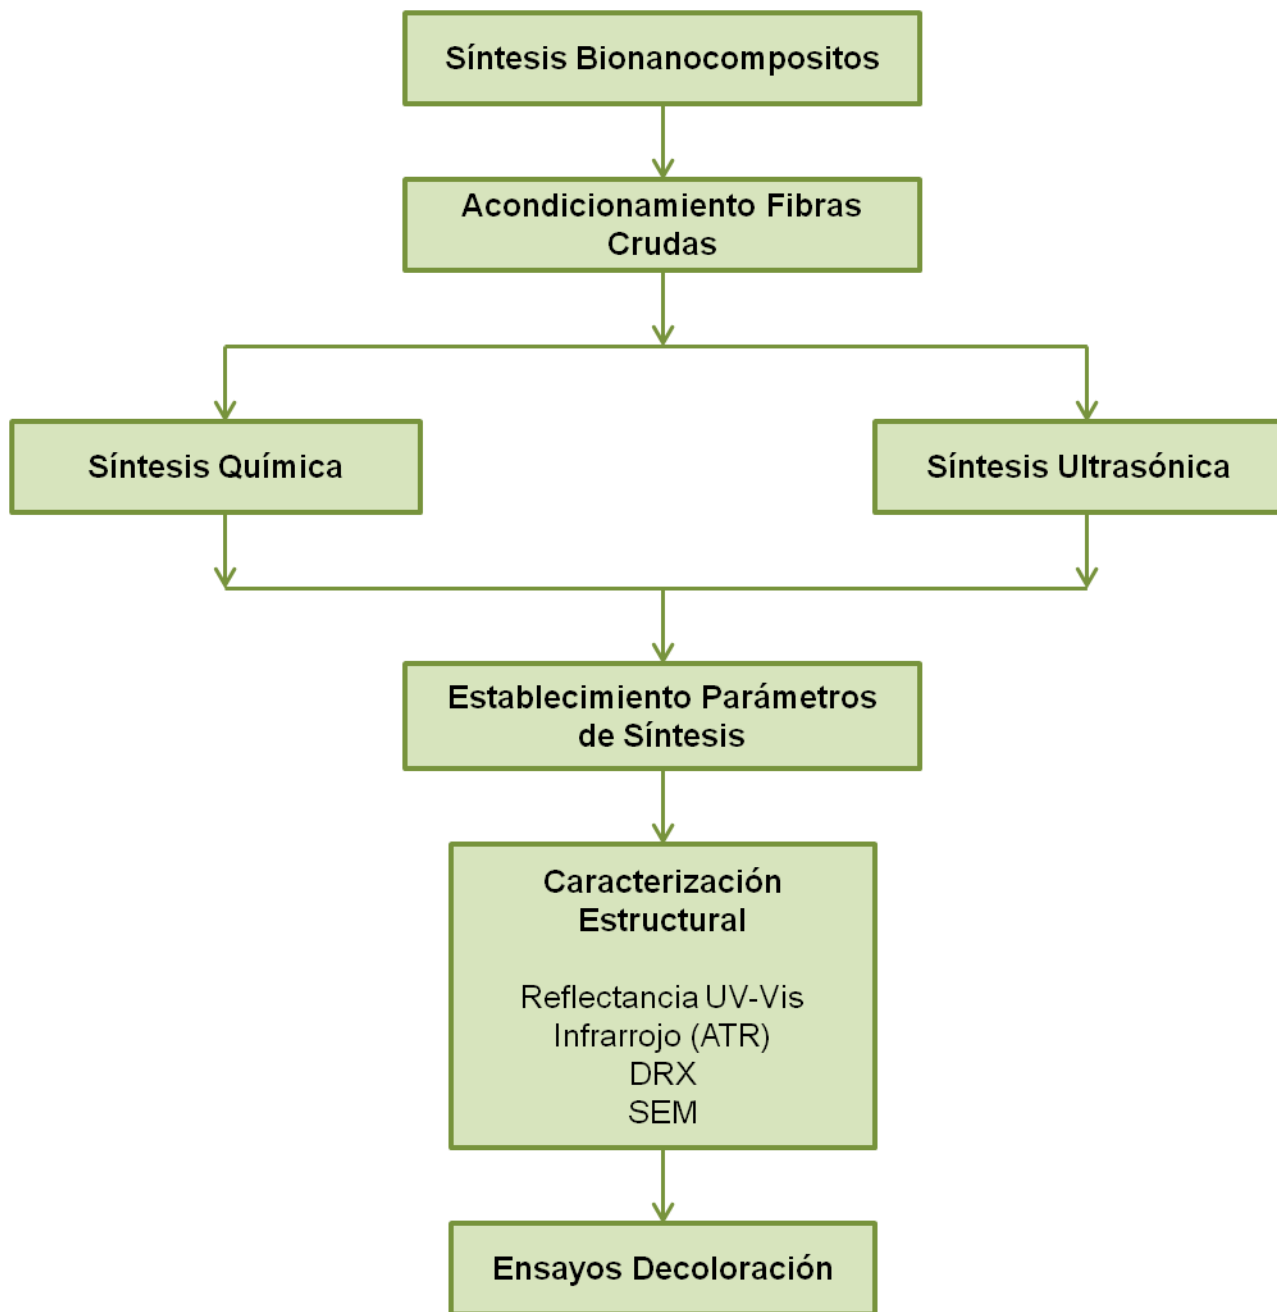 Síntesis Bionanocompositos
Acondicionamiento Fibras
Crudas
Síntesis Química
Síntesis Ultrasónica
Establecimiento Parámetros
de Síntesis
Caracterización
Estructural
Reflectancia UV-Vis
Infrarrojo (ATR)
DRX
SEM
Ensayos Decoloración